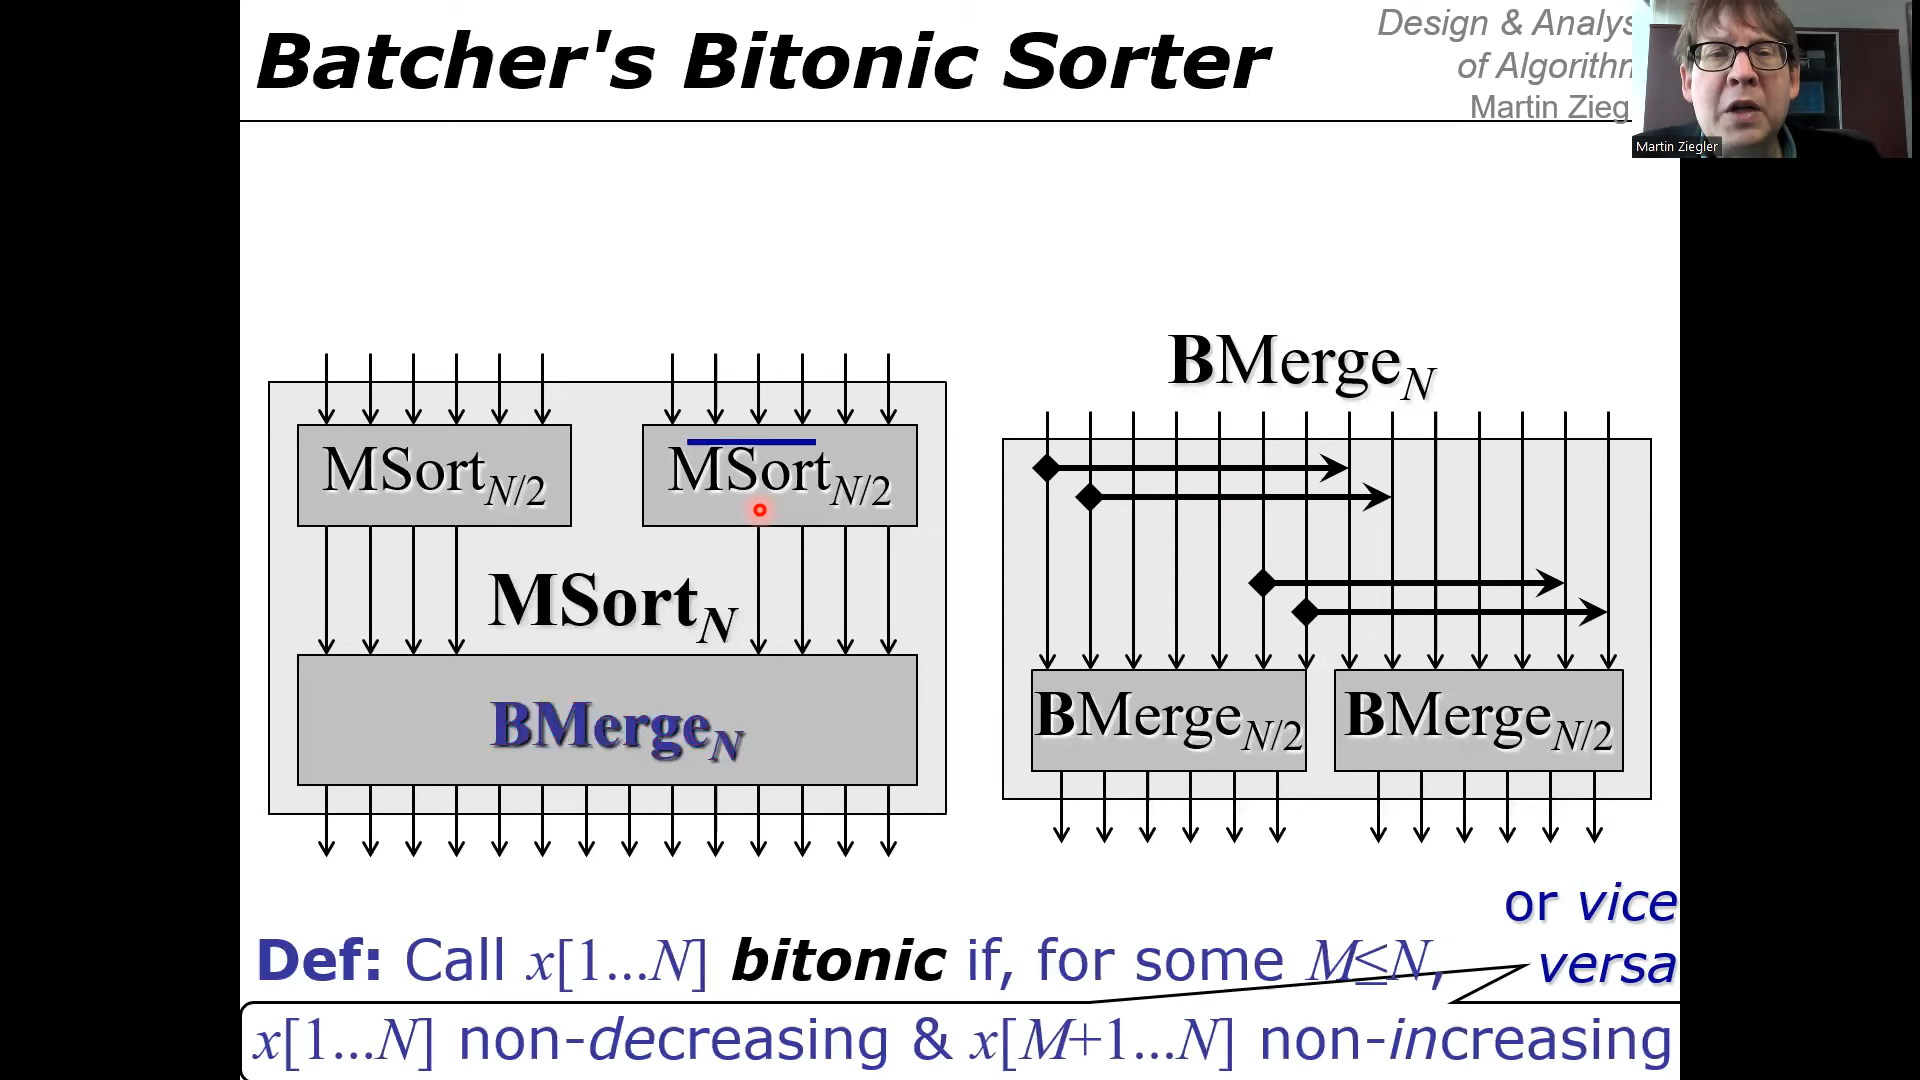 Batcher's Bitonic Sorter
Design & Analys
of Algorithm
Martin Zieg
Martin Ziegler
MSortN/2
MSortN/2
MSortN
BMergeN
BMergeN
BMergeN/2
BMergeN/2
or vice
versa
Def: Call x[1...N] bitonic if, for some M≤N,
x[1...N] non-decreasing & x[M+1...N] non-increasing